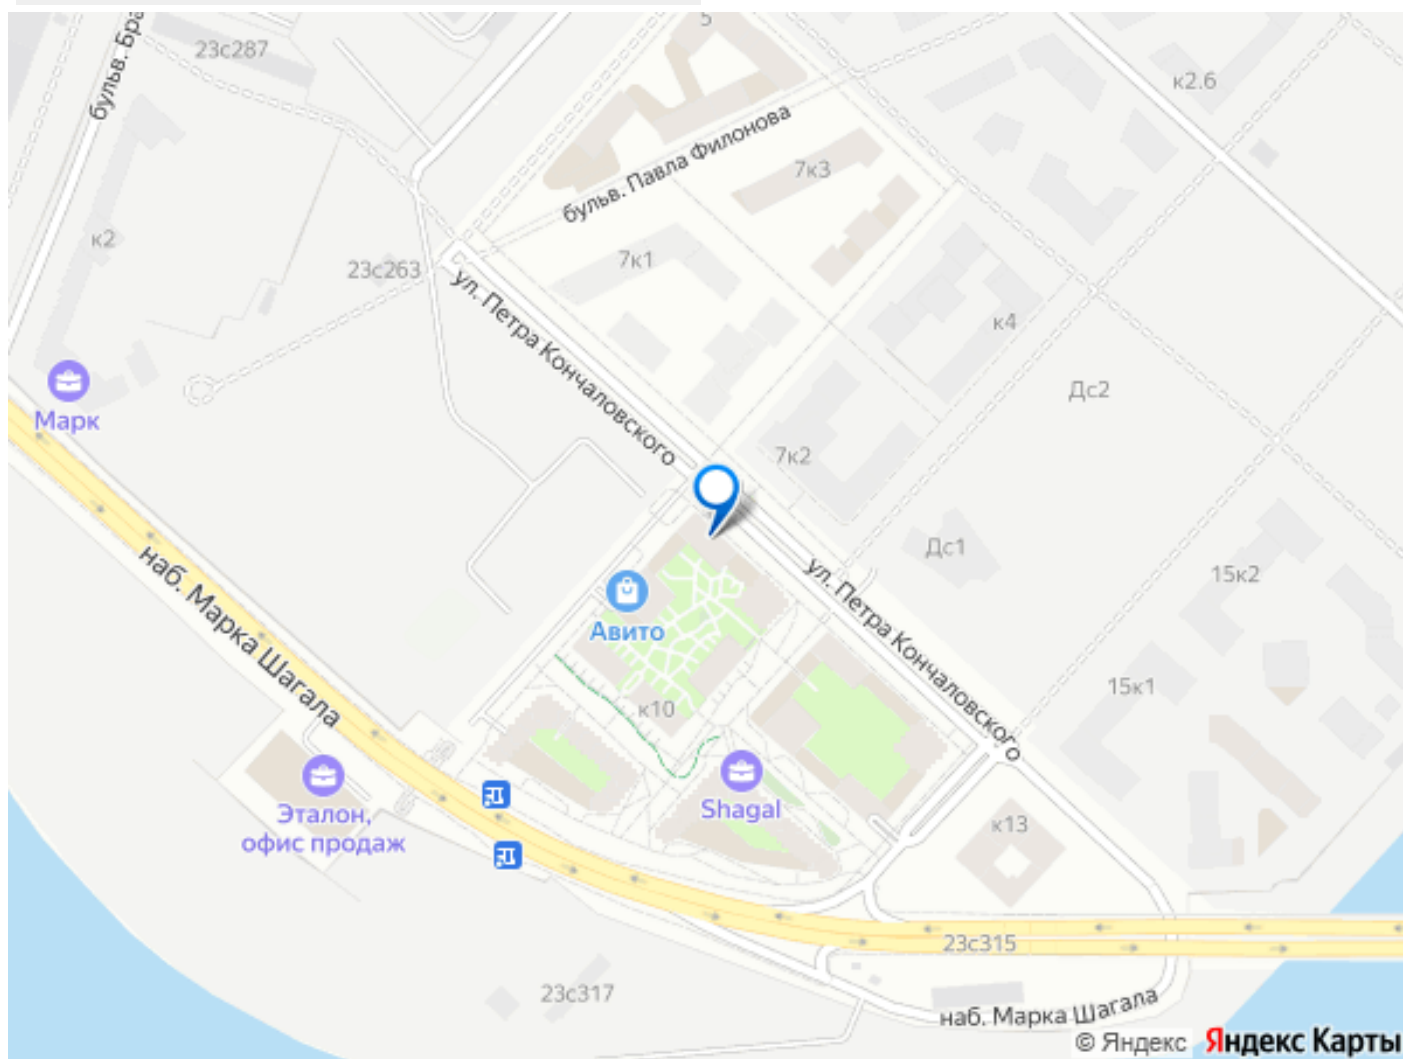 5
23с287
бульв. Бра
к2.6
бульв. Павла Филонова
7к3
к2
23с263
7к1
ул. Петра Кончаловского
к4
Марк
Дс2
7к2
Дс1
15к2
ул. Петра Кончаловского
наб. Марка Шагала
Авито
15к1
к10
Shagal
Эталон,
офис продаж
к13
23с315
23с317
наб. Марка Шагала
© Яндекс Яндекс Карты